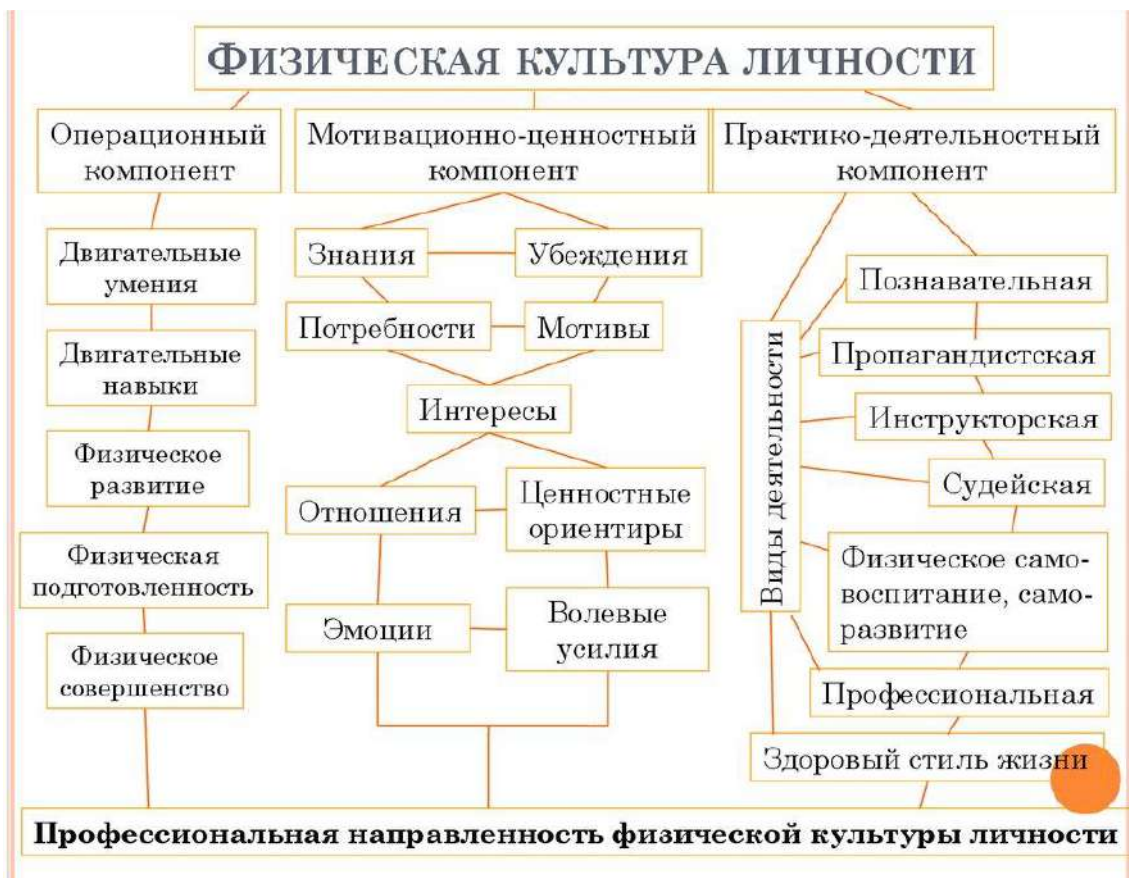 ФИЗИЧЕСКАЯ КУЛЬТУРА ЛИЧНОСТИ
Операционный
компонент
Двигательные
умения
Двигательные
навыки
Физическое
развитие
Физическая
подготовленность
Физическое
совершенство
Мотивационно-ценностный
компонент
Знания
Убеждения
Потребности
Мотивы
Интересы
Отношения
Ценностные
ориентиры
Эмоции
Волевые
усилия
Практико-деятельностный
компонент
Виды деятельности
Познавательная
Пропагандистская
Инструкторская
Судейская
Физическое само-
воспитание, само-
развитие
Профессиональная
Здоровый стиль жизни
Профессиональная направленность физической культуры личности